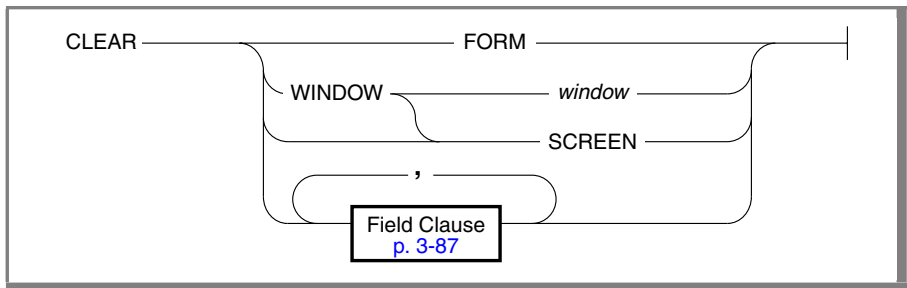 CLEAR FORM
WINDOW window
SCREEN
,
Field Clause
p. 3-87